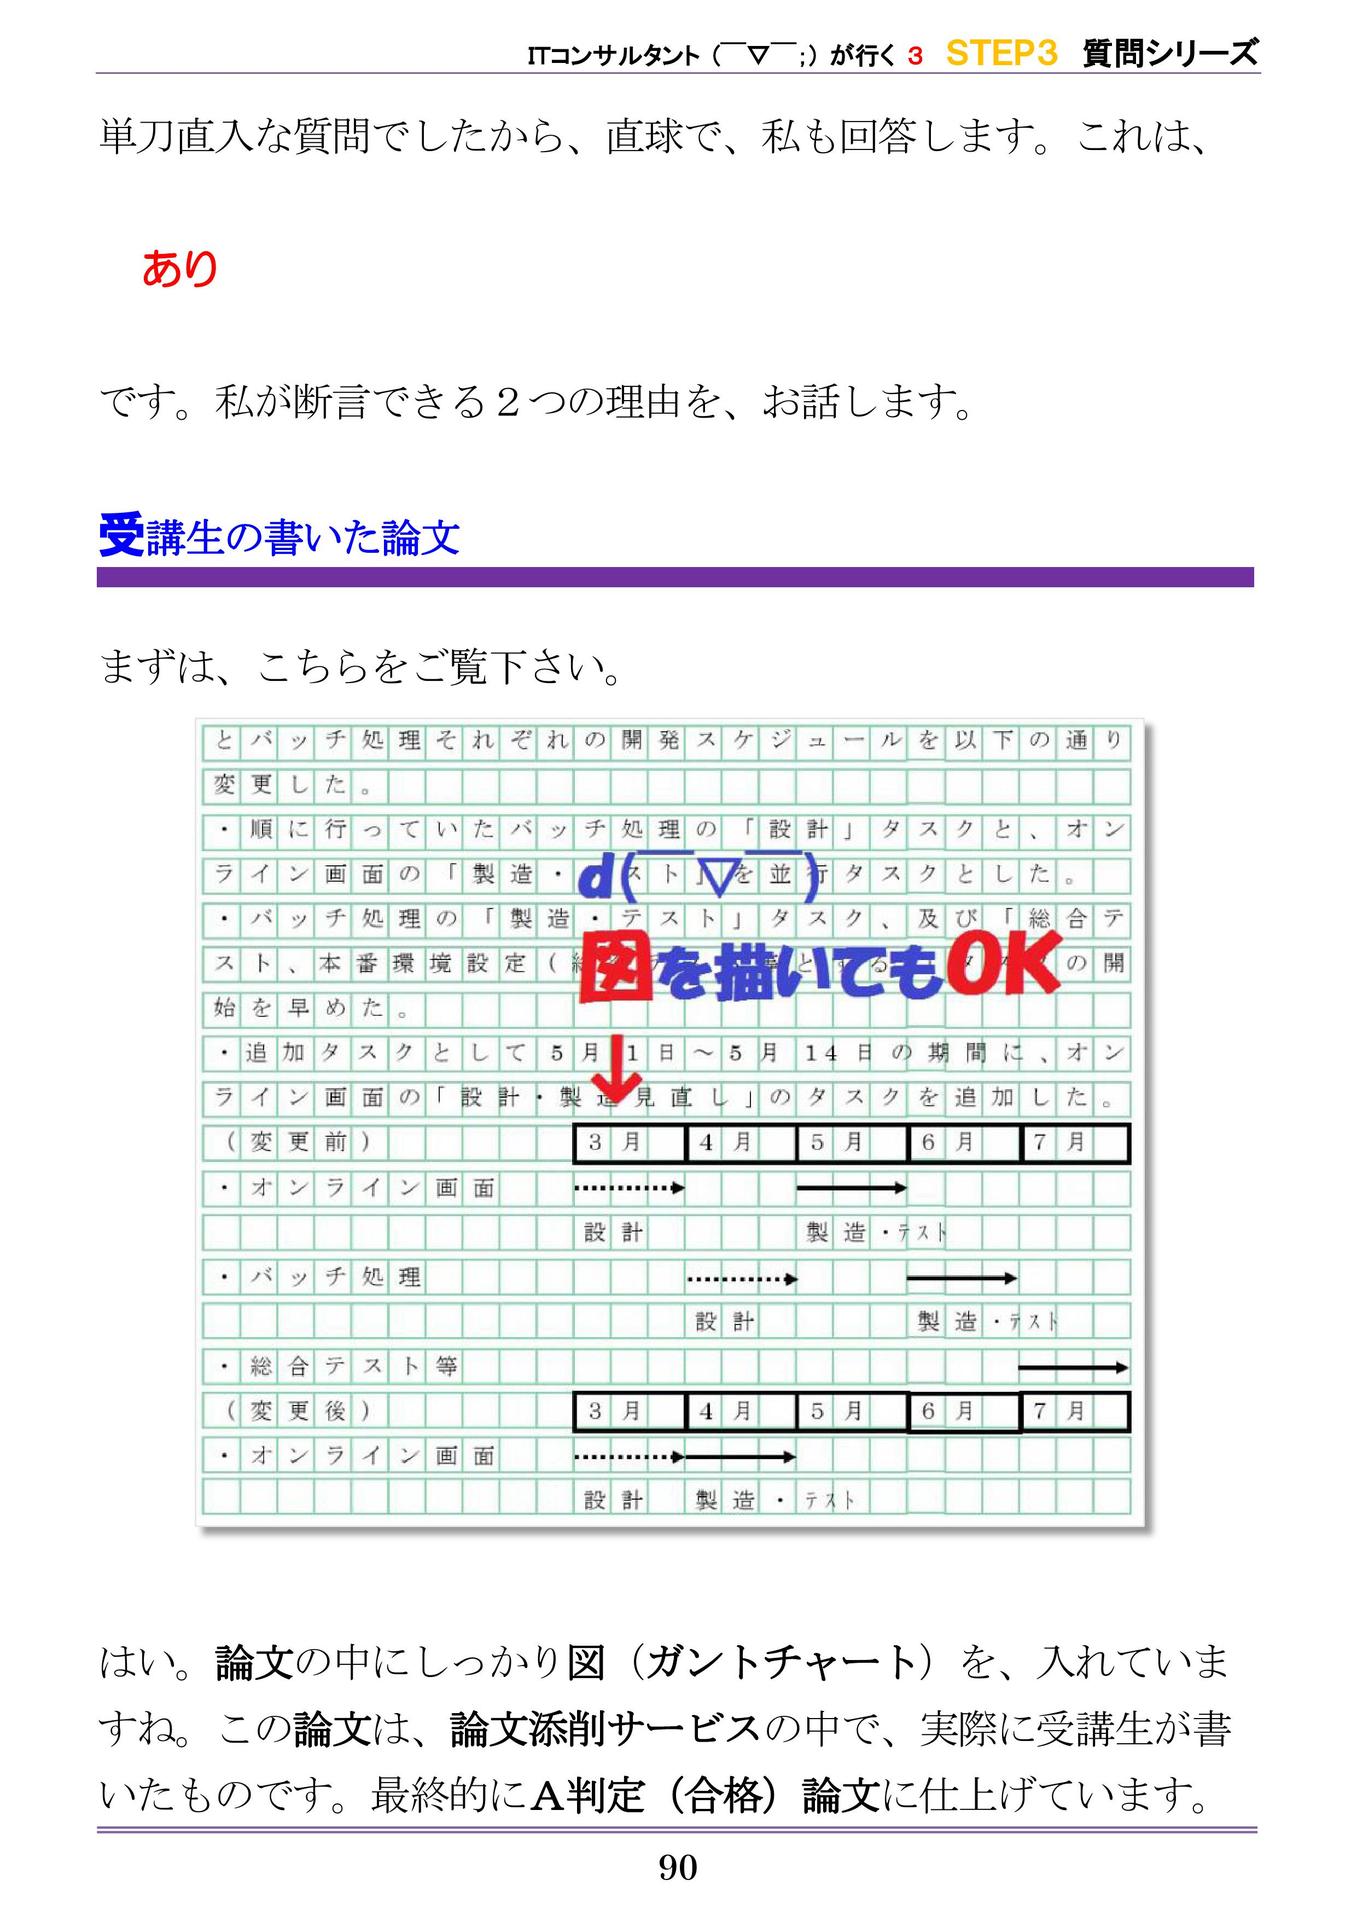 ITコンサルタント（￣▽￣;）が行く 3 STEP3 質問シリーズ
単刀直入な質問でしたから、直球で、私も回答します。これは、
あり
です。私が断言できる２つの理由を、お話します。
受講生の書いた論文
まずは、こちらをご覧下さい。
とバッチ処理それぞれの開発スケジュールを以下の通り
変更した。
・順に行っていたバッチ処理の「設計」タスクと、オン
ライン画面の「製造・スト」を並行タスクとした。
d(￣▽￣)
・バッチ処理の「製造・テスト」タスク、及び「総合テ
図を描いてもOK
スト、本番環境設定（の開
始を早めた。
・追加タスクとして5月1日～5月14日の期間に、オン
↓
ライン画面の「設計・製造見直し」のタスクを追加した。
（変更前） 3月 4月 5月 6月 7月
・オンライン画面
設計 製造・テスト
・バッチ処理
設計 製造・テスト
・総合テスト等
（変更後） 3月 4月 5月 6月 7月
・オンライン画面
設計 製造・テスト
はい。論文の中にしっかり図（ガントチャート）を、入れていま
すね。この論文は、論文添削サービスの中で、実際に受講生が書
いたものです。最終的にＡ判定（合格）論文に仕上げています。
90